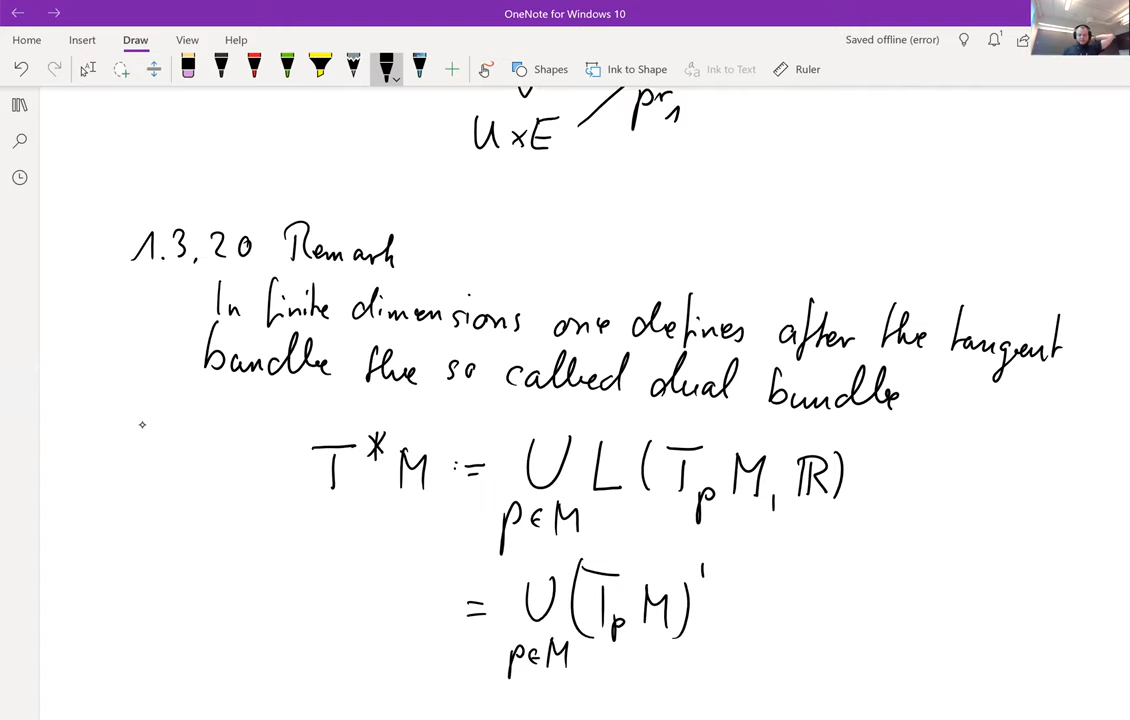 OneNote for Windows 10
Home Insert Draw View Help
Saved offline (error)
Shapes Ink to Shape Ink to Text Ruler
U × E pr₁
1.3.20 Remark
In finite dimensions one defines after the tangent
bundle the so called dual bundle
T*M := ⋃ L(TₚM, ℝ)
p∈M
= ⋃ (TₚM)'
p∈M